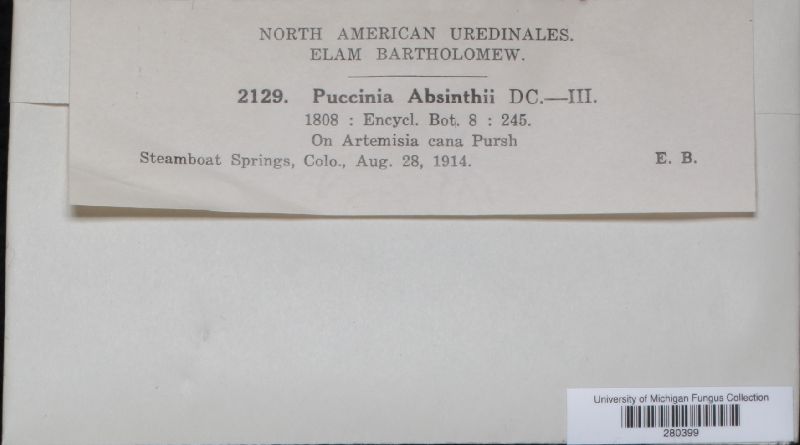 NORTH AMERICAN UREDINALES.
ELAM BARTHOLOMEW.
2129. Puccinia Absinthii DC.—III.
1808 : Encycl. Bot. 8 : 245.
On Artemisia cana Pursh
Steamboat Springs, Colo., Aug. 28, 1914. E. B.
University of Michigan Fungus Collection
280399